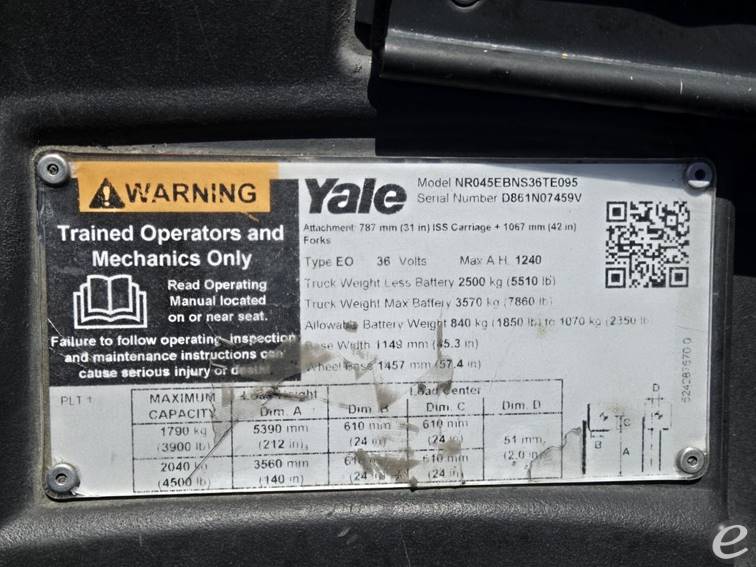 WARNING
Trained Operators and
Mechanics Only
Read Operating
Manual located
on or near seat.
Failure to follow operating, inspection
and maintenance instructions can
cause serious injury or death.
Yale
Model NR045EBNS36TE095
Serial Number D861N07459V
Attachment: 787 mm (31 in) ISS Carriage + 1067 mm (42 in)
Forks
Type EO 36 Volts Max A.H. 1240
Truck Weight Less Battery 2500 kg (5510 lb)
Truck Weight Max Battery 3570 kg (7860 lb)
Allowable Battery Weight 840 kg (1850 lb) to 1070 kg (2350 lb
Base Width 1149 mm (45.3 in)
Wheel Base 1457 mm (57.4 in)
PLT 1
MAXIMUM Load Height Load Center
CAPACITY Dim. A Dim. B Dim. C Dim. D
1790 kg 5390 mm 610 mm 610 mm
(3900 lb) (212 in) (24 in) (24 in) 51 mm
2040 kg 3560 mm 610 mm (2.0 in)
(4500 lb) (140 in) (24 in) (24 in)
D
C
B
A
524287670
e